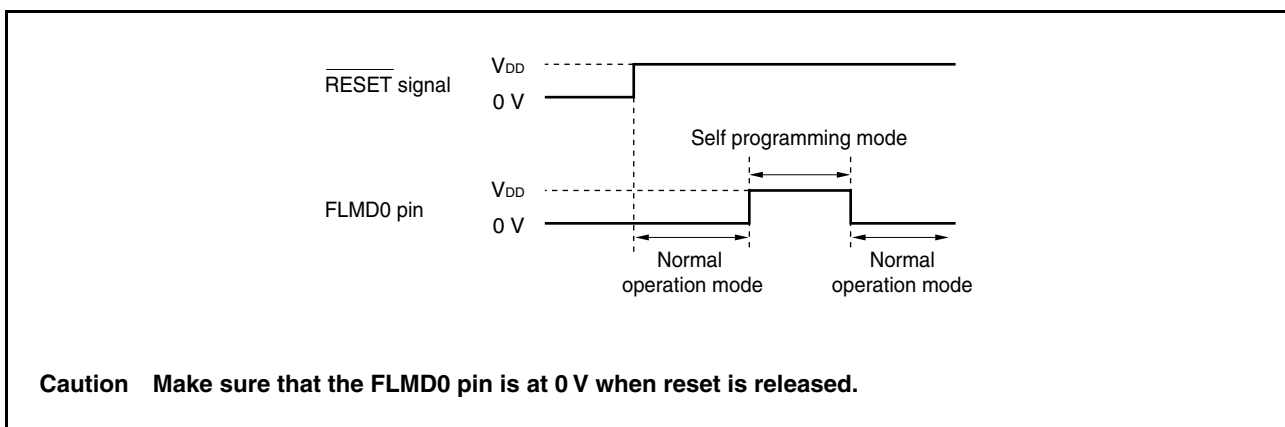 RESET signal
VDD
0 V
Self programming mode
FLMD0 pin
VDD
0 V
Normal
operation mode
Normal
operation mode
Caution Make sure that the FLMD0 pin is at 0 V when reset is released.